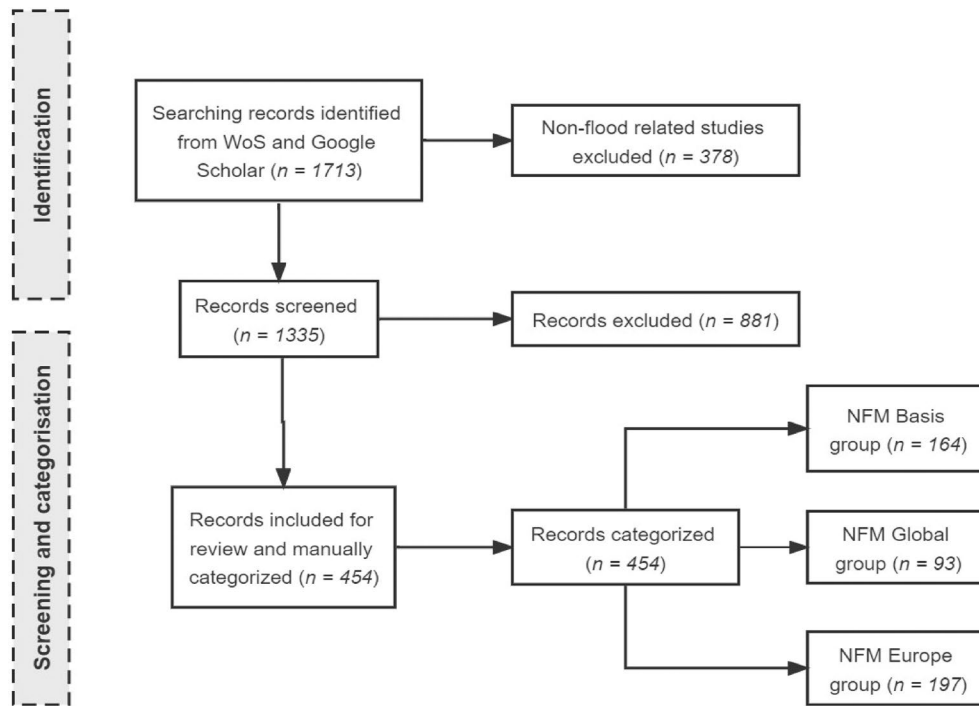 Identification
Searching records identified
from WoS and Google
Scholar (n = 1713)
Non-flood related studies
excluded (n = 378)
Records screened
(n = 1335)
Records excluded (n = 881)
Screening and categorisation
Records included for
review and manually
categorized (n = 454)
Records categorized
(n = 454)
NFM Basis
group (n = 164)
NFM Global
group (n = 93)
NFM Europe
group (n = 197)